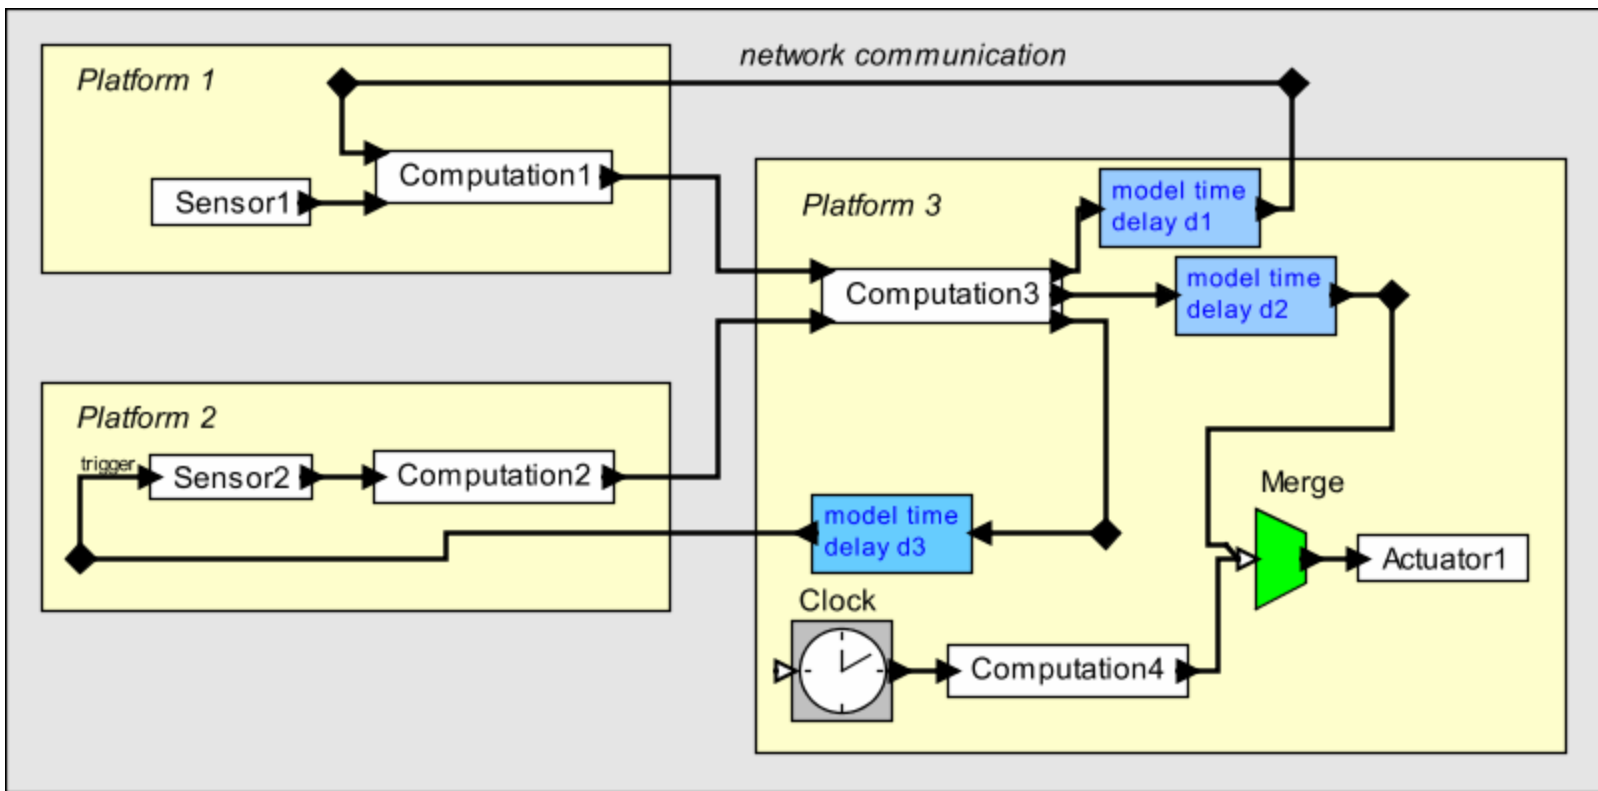 network communication
Platform 1
Computation1
Sensor1
model time
delay d1
Platform 3
model time
delay d2
Computation3
Platform 2
trigger
Sensor2
Computation2
Merge
model time
delay d3
Actuator1
Clock
Computation4